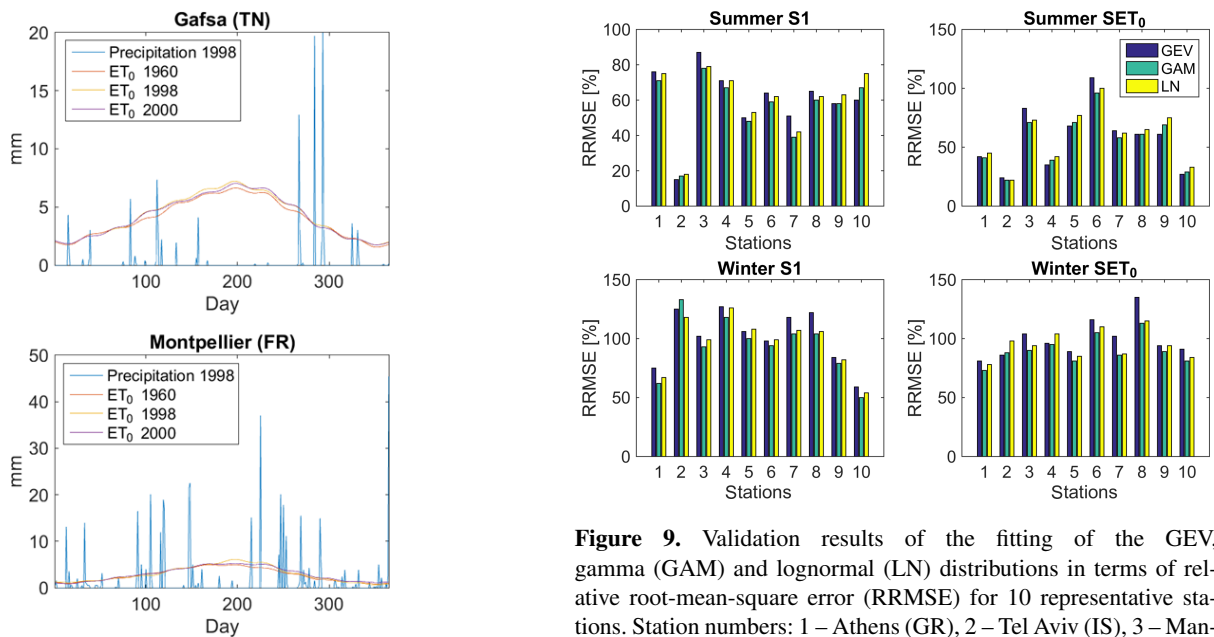 Gafsa (TN)
20
15
10
5
0
mm
Precipitation 1998
ET0 1960
ET0 1998
ET0 2000
100 200 300
Day
Montpellier (FR)
50
40
30
20
10
0
mm
Precipitation 1998
ET0 1960
ET0 1998
ET0 2000
100 200 300
Day
Summer S1
100
80
60
40
20
0
RRMSE [%]
1 2 3 4 5 6 7 8 9 10
Stations
Summer SET0
150
100
50
0
RRMSE [%]
GEV
GAM
LN
1 2 3 4 5 6 7 8 9 10
Stations
Winter S1
150
100
50
0
RRMSE [%]
1 2 3 4 5 6 7 8 9 10
Stations
Winter SET0
150
100
50
0
RRMSE [%]
1 2 3 4 5 6 7 8 9 10
Stations
Figure 9. Validation results of the fitting of the GEV,
gamma (GAM) and lognormal (LN) distributions in terms of rel-
ative root-mean-square error (RRMSE) for 10 representative sta-
tions. Station numbers: 1 – Athens (GR), 2 – Tel Aviv (IS), 3 – Man-